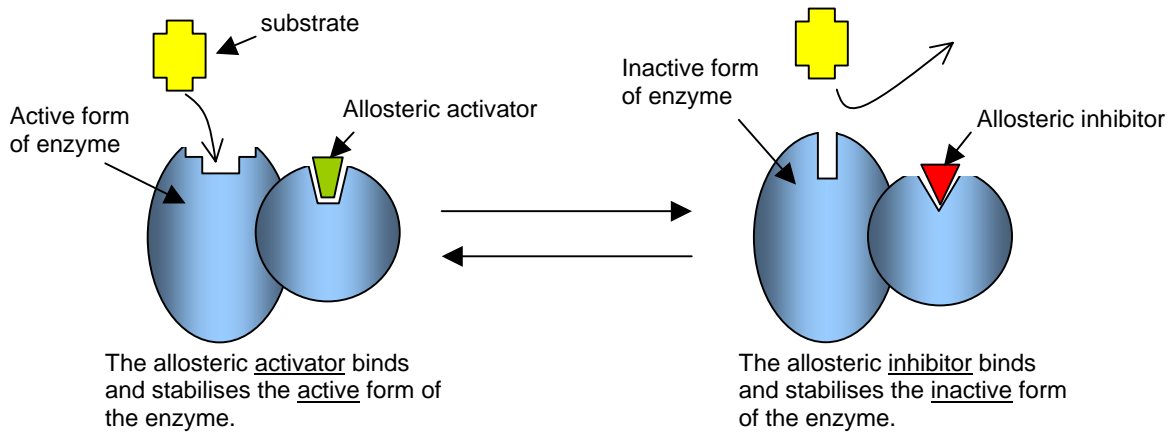 substrate
Active form
of enzyme
Allosteric activator
The allosteric activator binds
and stabilises the active form of
the enzyme.
Inactive form
of enzyme
Allosteric inhibitor
The allosteric inhibitor binds
and stabilises the inactive form
of the enzyme.